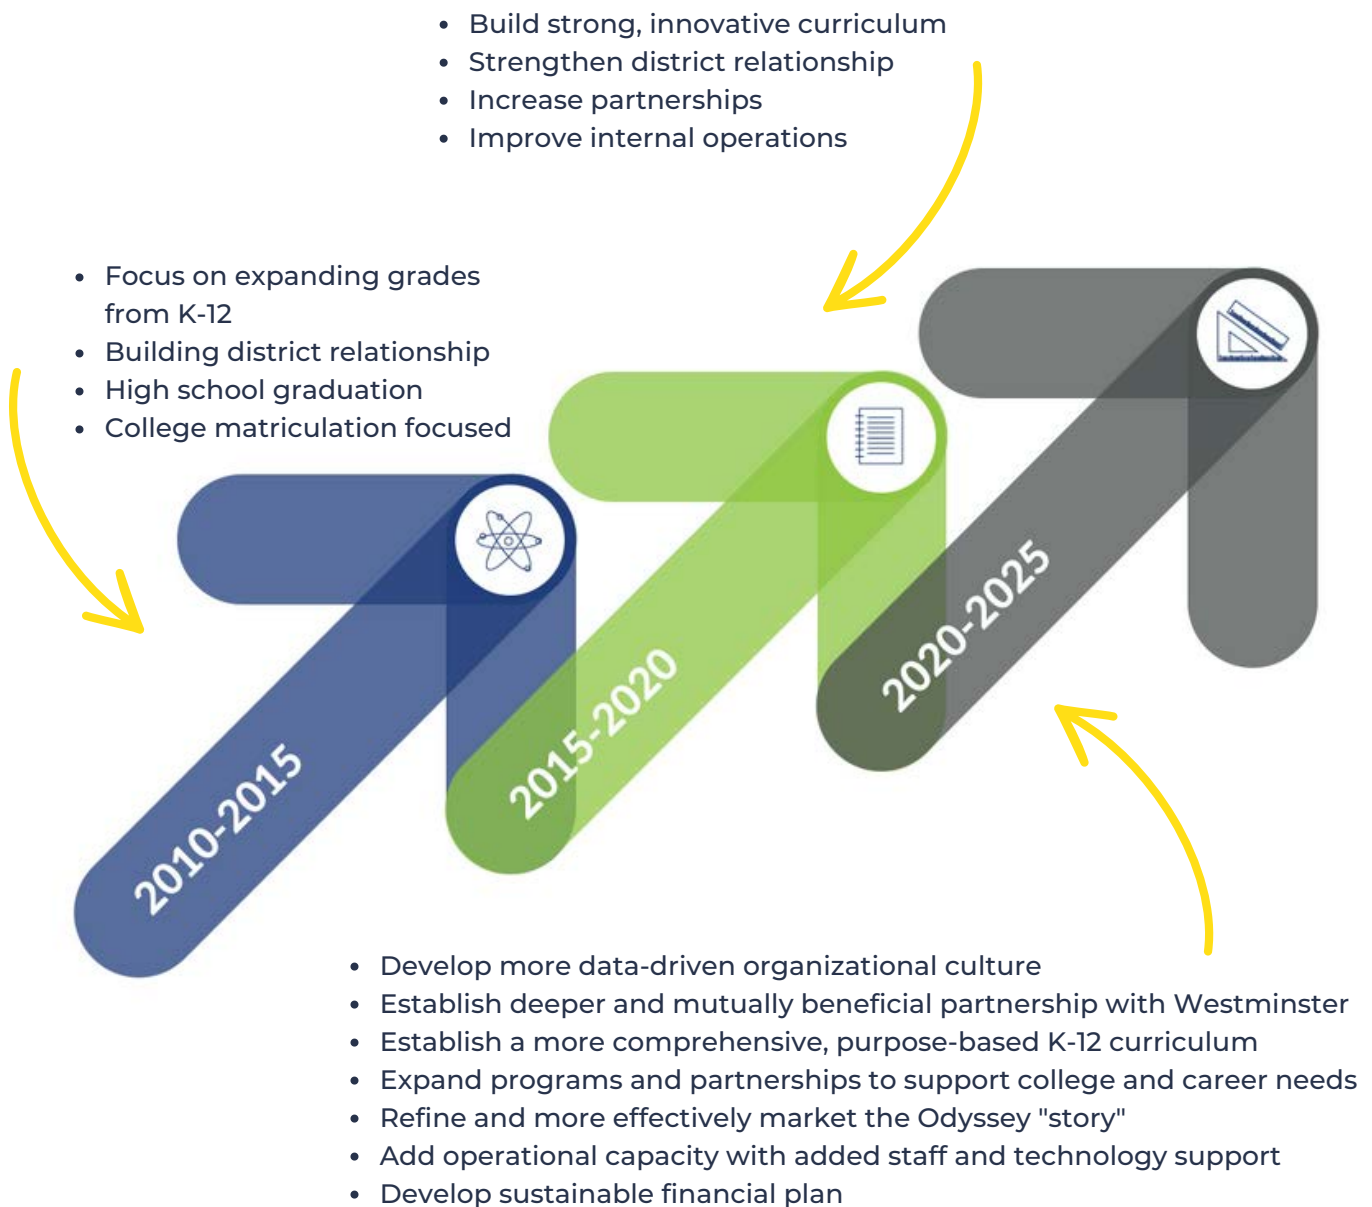 • Build strong, innovative curriculum
• Strengthen district relationship
• Increase partnerships
• Improve internal operations
• Focus on expanding grades
from K-12
• Building district relationship
• High school graduation
• College matriculation focused
2010-2015
2015-2020
2020-2025
• Develop more data-driven organizational culture
• Establish deeper and mutually beneficial partnership with Westminster
• Establish a more comprehensive, purpose-based K-12 curriculum
• Expand programs and partnerships to support college and career needs
• Refine and more effectively market the Odyssey "story"
• Add operational capacity with added staff and technology support
• Develop sustainable financial plan